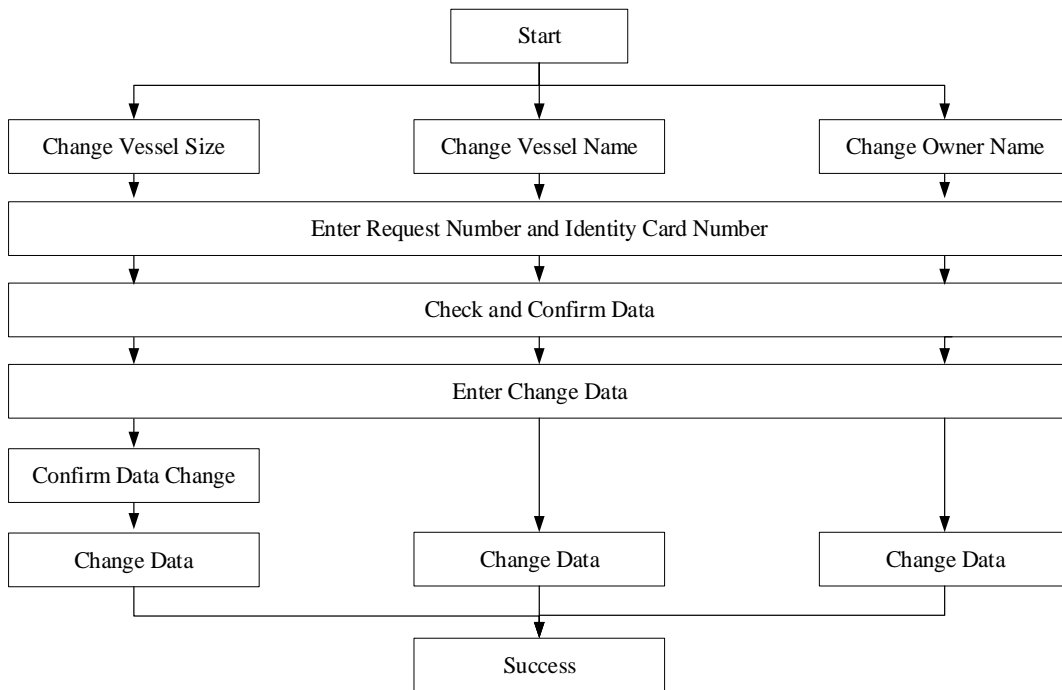 Start
Change Vessel Size
Change Vessel Name
Change Owner Name
Enter Request Number and Identity Card Number
Check and Confirm Data
Enter Change Data
Confirm Data Change
Change Data
Change Data
Change Data
Success